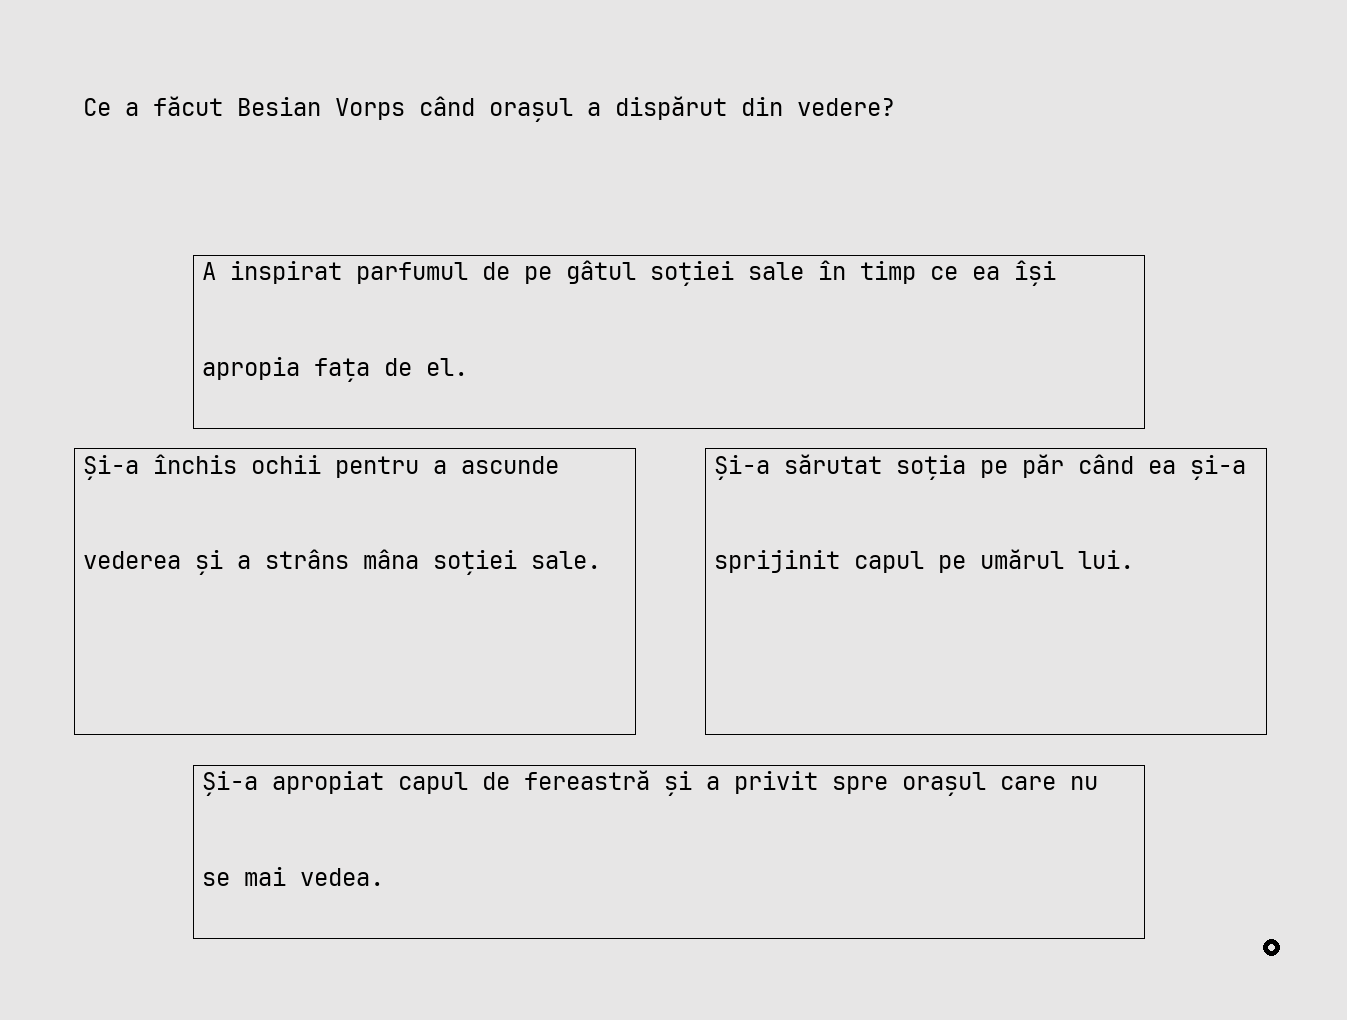 Ce a făcut Besian Vorps când orașul a dispărut din vedere?
A inspirat parfumul de pe gâtul soției sale în timp ce ea își
apropia fața de el.
Și-a închis ochii pentru a ascunde
vederea și a strâns mâna soției sale.
Și-a sărutat soția pe păr când ea și-a
sprijinit capul pe umărul lui.
Și-a apropiat capul de fereastră și a privit spre orașul care nu
se mai vedea.